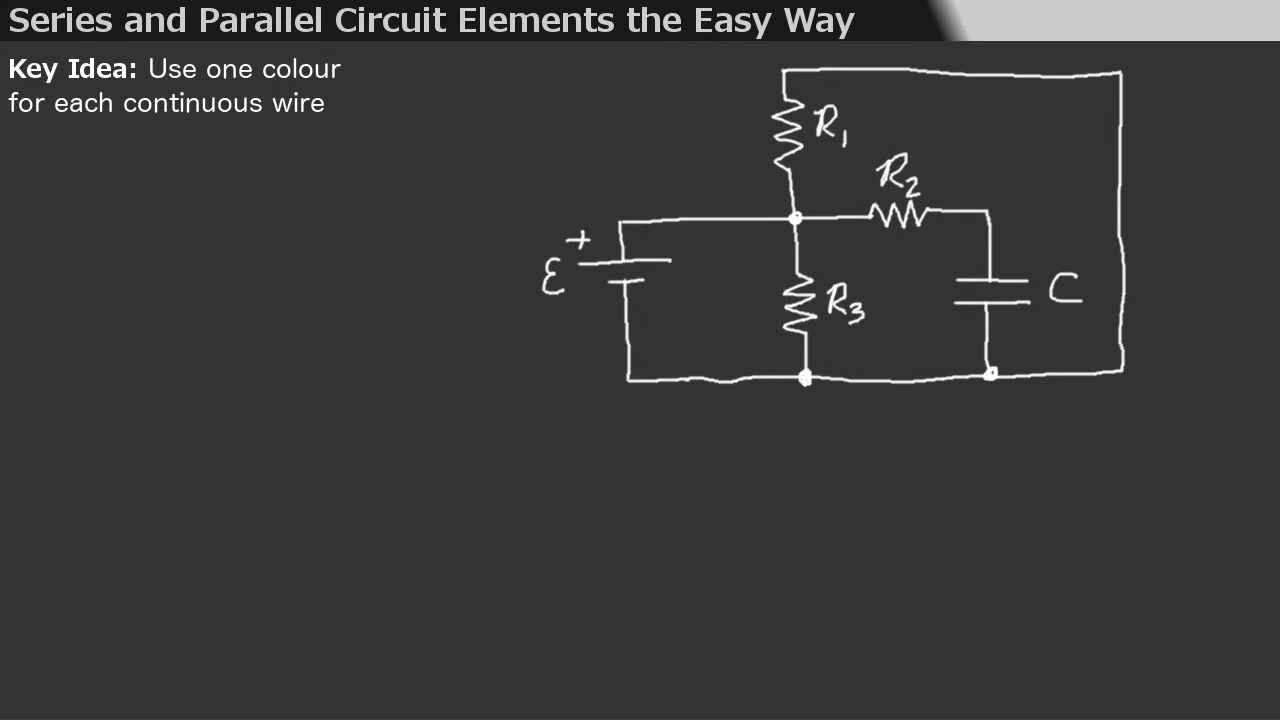 Series and Parallel Circuit Elements the Easy Way
Key Idea: Use one colour
for each continuous wire
R1
R2
+
ℰ
R3
C